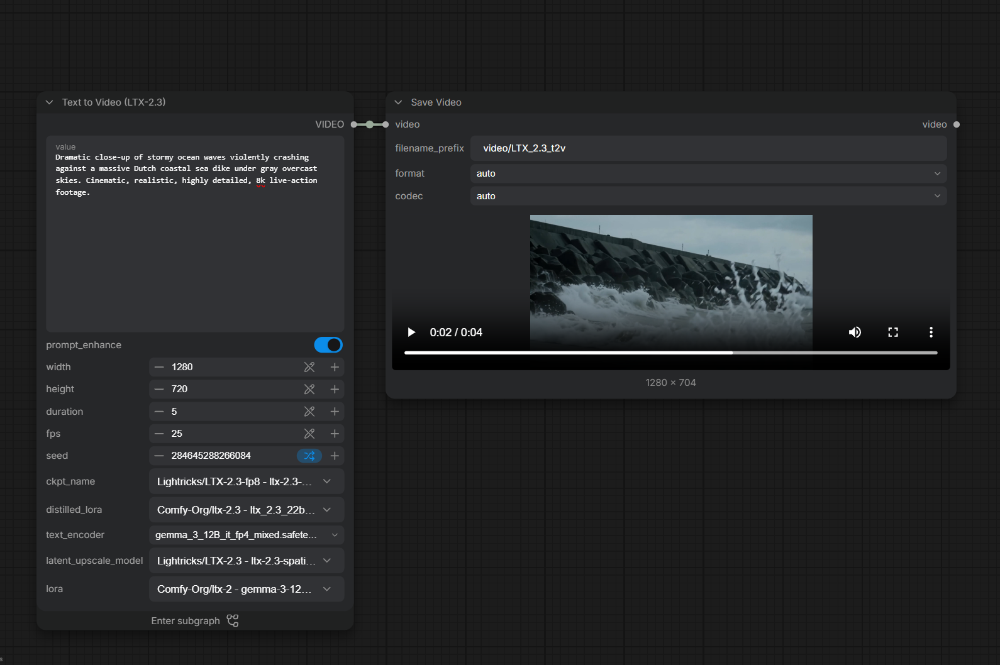 Text to Video (LTX-2.3)
VIDEO
value
Dramatic close-up of stormy ocean waves violently crashing
against a massive Dutch coastal sea dike under gray overcast
skies. Cinematic, realistic, highly detailed, 8k live-action
footage.
prompt_enhance
width 1280
height 720
duration 5
fps 25
seed 284645288266084
ckpt_name Lightricks/LTX-2.3-fp8 - ltx-2.3-...
distilled_lora Comfy-Org/ltx-2.3 - ltx_2.3_22b...
text_encoder gemma_3_12B_it_fp4_mixed.safete...
latent_upscale_model Lightricks/LTX-2.3 - ltx-2.3-spati...
lora Comfy-Org/ltx-2 - gemma-3-12...
Enter subgraph
Save Video
video video
filename_prefix video/LTX_2.3_t2v
format auto
codec auto
0:02 / 0:04
1280 × 704
s